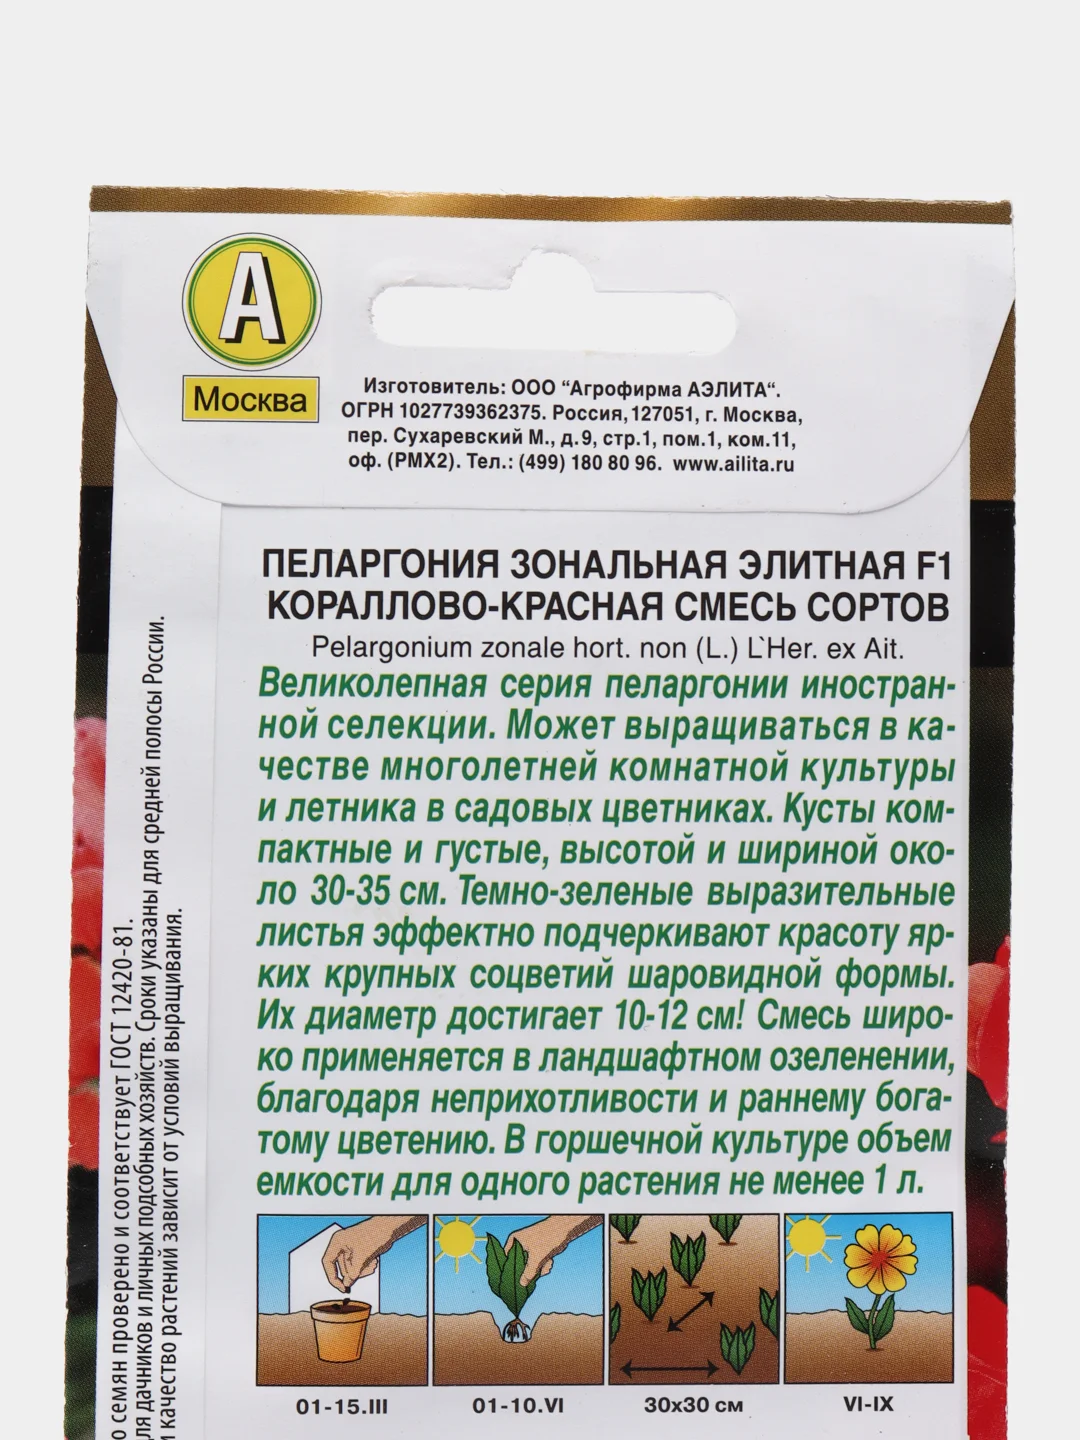 А
Москва
Изготовитель: ООО “Агрофирма АЭЛИТА“.
ОГРН 1027739362375. Россия,127051, г. Москва,
пер. Сухаревский М., д.9, стр.1, пом.1, ком.11,
оф. (РМХ2). Тел.: (499) 180 80 96. www.ailita.ru
ПЕЛАРГОНИЯ ЗОНАЛЬНАЯ ЭЛИТНАЯ F1
КОРАЛЛОВО-КРАСНАЯ СМЕСЬ СОРТОВ
Pelargonium zonale hort. non (L.) L`Her. ex Ait.
Великолепная серия пеларгонии иностран-
ной селекции. Может выращиваться в ка-
честве многолетней комнатной культуры
и летника в садовых цветниках. Кусты ком-
пактные и густые, высотой и шириной око-
ло 30-35 см. Темно-зеленые выразительные
листья эффектно подчеркивают красоту яр-
ких крупных соцветий шаровидной формы.
Их диаметр достигает 10-12 см! Смесь широ-
ко применяется в ландшафтном озеленении,
благодаря неприхотливости и раннему бога-
тому цветению. В горшечной культуре объем
емкости для одного растения не менее 1 л.
01-15.III
01-10.VI
30х30 см
VI-IX
о семян проверено и соответствует ГОСТ 12420-81.
ля дачников и личных подсобных хозяйств. Сроки указаны для средней полосы России.
и качество растений зависит от условий выращивания.